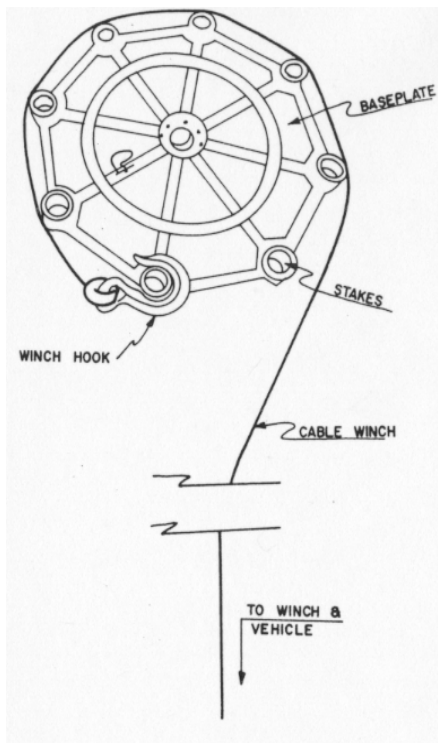 BASEPLATE
STAKES
WINCH HOOK
CABLE WINCH
TO WINCH &
VEHICLE